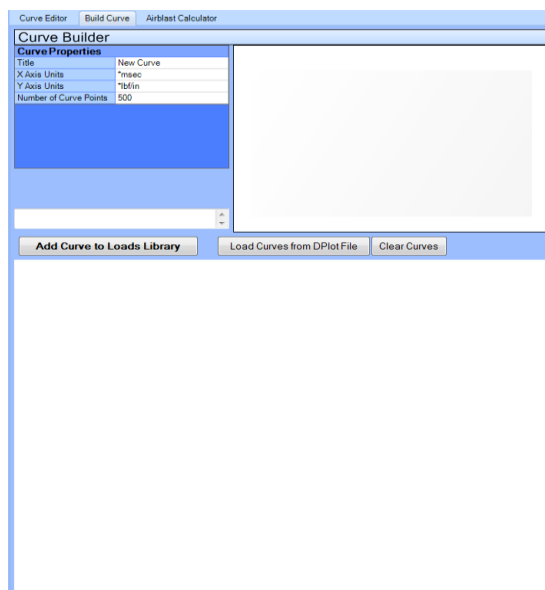 Curve Editor Build Curve Airblast Calculator
Curve Builder
Curve Properties
Title New Curve
X Axis Units *msec
Y Axis Units *lbf/in
Number of Curve Points 500
Add Curve to Loads Library Load Curves from DPlot File Clear Curves